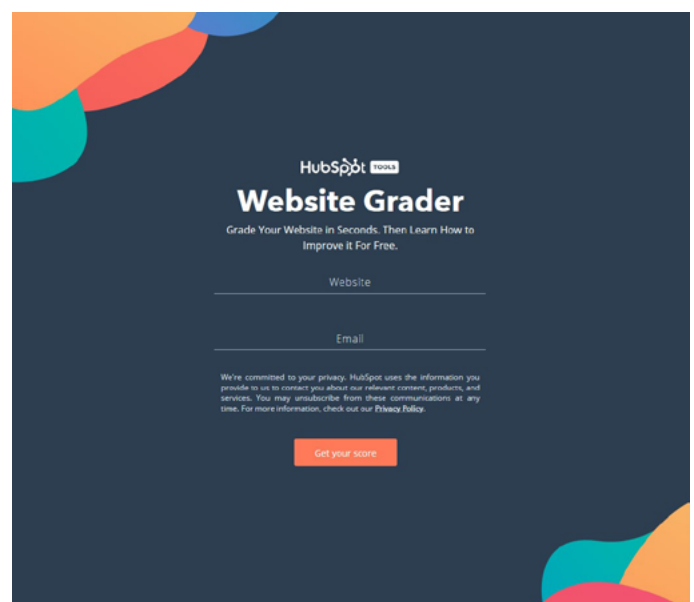 HubSpot TOOLS
Website Grader
Grade Your Website in Seconds. Then Learn How to
Improve it For Free.
Website
Email
We're committed to your privacy. HubSpot uses the information you
provide to us to contact you about our relevant content, products, and
services. You may unsubscribe from these communications at any
time. For more information, check out our Privacy Policy.
Get your score